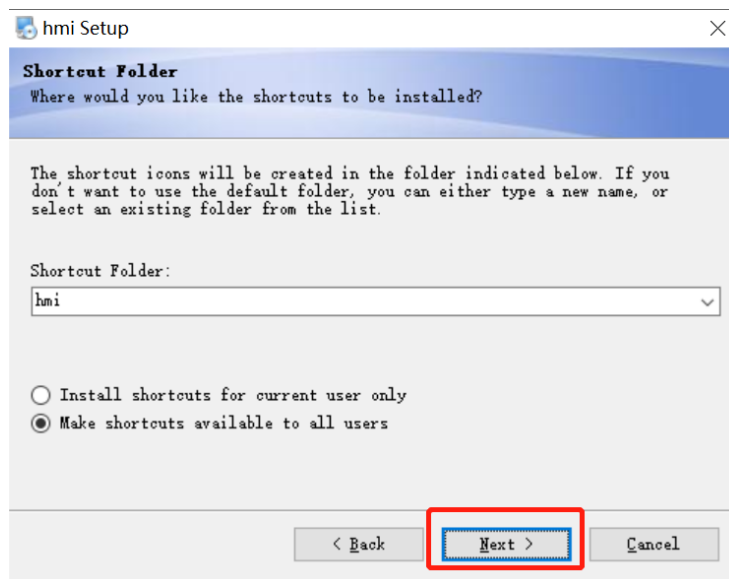 hmi Setup
Shortcut Folder
Where would you like the shortcuts to be installed?
The shortcut icons will be created in the folder indicated below. If you
don't want to use the default folder, you can either type a new name, or
select an existing folder from the list.
Shortcut Folder:
hmi
Install shortcuts for current user only
Make shortcuts available to all users
< Back
Next >
Cancel